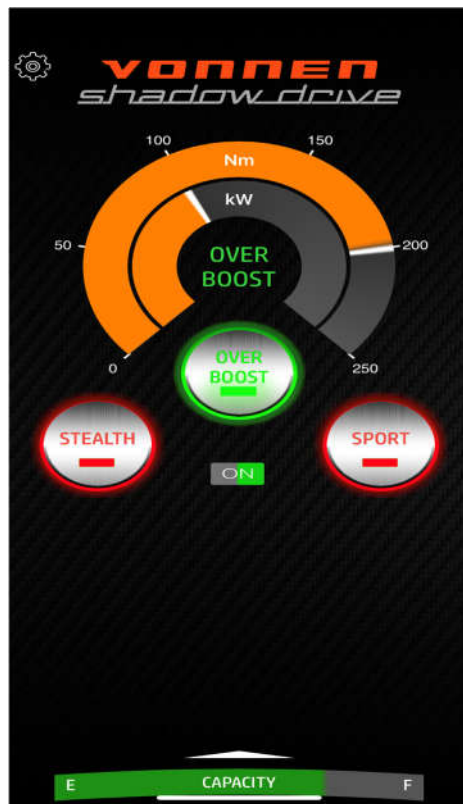 VONNEN
shadow drive
100
150
Nm
kW
50
200
OVER
BOOST
0
250
OVER
BOOST
STEALTH
SPORT
ON
E
CAPACITY
F